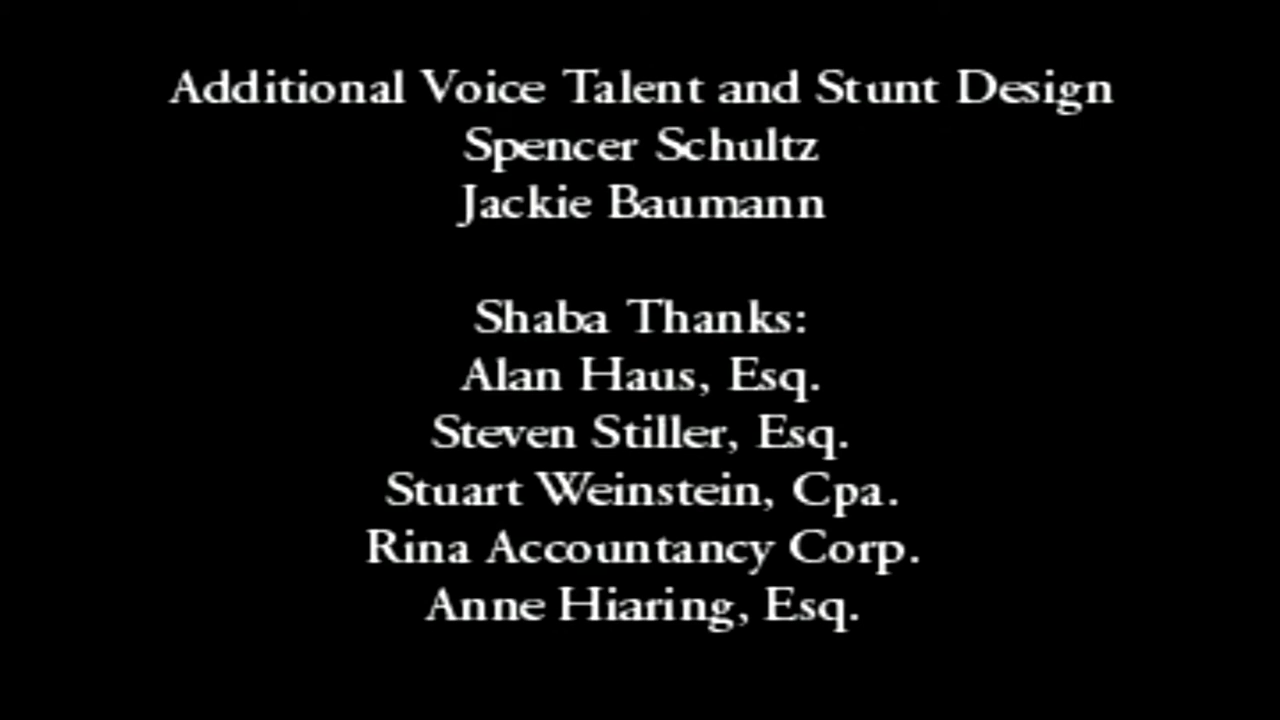 Additional Voice Talent and Stunt Design
Spencer Schultz
Jackie Baumann
Shaba Thanks:
Alan Haus, Esq.
Steven Stiller, Esq.
Stuart Weinstein, Cpa.
Rina Accountancy Corp.
Anne Hiaring, Esq.